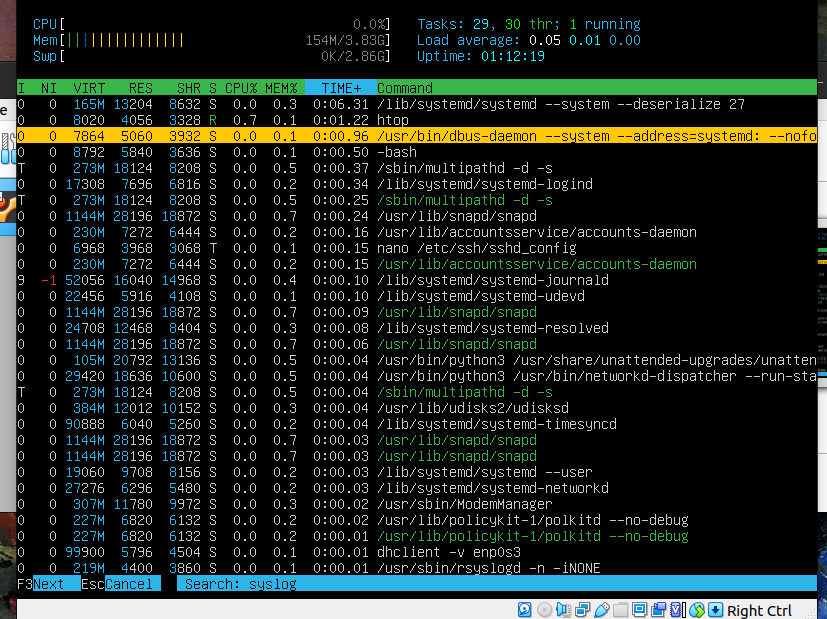 CPU[ 0.0%] Tasks: 29, 30 thr; 1 running
Mem[||||||||||||||| 154M/3.83G] Load average: 0.05 0.01 0.00
Swp[ 0K/2.86G] Uptime: 01:12:19
I NI VIRT RES SHR S CPU% MEM% TIME+ Command
0 0 165M 13204 8632 S 0.0 0.3 0:06.31 /lib/systemd/systemd --system --deserialize 27
0 0 8020 4056 3328 R 0.7 0.1 0:01.22 htop
0 0 7864 5060 3932 S 0.0 0.1 0:00.96 /usr/bin/dbus-daemon --system --address=systemd: --nofo
0 0 8792 5840 3636 S 0.0 0.1 0:00.50 -bash
T 0 273M 18124 8208 S 0.0 0.5 0:00.37 /sbin/multipathd -d -s
0 0 17308 7696 6816 S 0.0 0.2 0:00.34 /lib/systemd/systemd-logind
T 0 273M 18124 8208 S 0.0 0.5 0:00.25 /sbin/multipathd -d -s
0 0 1144M 28196 18872 S 0.0 0.7 0:00.24 /usr/lib/snapd/snapd
0 0 230M 7272 6444 S 0.0 0.2 0:00.16 /usr/lib/accountsservice/accounts-daemon
0 0 6968 3968 3068 T 0.0 0.1 0:00.15 nano /etc/ssh/sshd_config
0 0 230M 7272 6444 S 0.0 0.2 0:00.15 /usr/lib/accountsservice/accounts-daemon
9 -1 52056 16040 14968 S 0.0 0.4 0:00.10 /lib/systemd/systemd-journald
0 0 22456 5916 4108 S 0.0 0.1 0:00.10 /lib/systemd/systemd-udevd
0 0 1144M 28196 18872 S 0.0 0.7 0:00.09 /usr/lib/snapd/snapd
0 0 24708 12468 8404 S 0.0 0.3 0:00.08 /lib/systemd/systemd-resolved
0 0 1144M 28196 18872 S 0.0 0.7 0:00.06 /usr/lib/snapd/snapd
0 0 105M 20792 13136 S 0.0 0.5 0:00.04 /usr/bin/python3 /usr/share/unattended-upgrades/unatten
0 0 29420 18636 10600 S 0.0 0.5 0:00.04 /usr/bin/python3 /usr/bin/networkd-dispatcher --run-sta
T 0 273M 18124 8208 S 0.0 0.5 0:00.04 /sbin/multipathd -d -s
0 0 384M 12012 10152 S 0.0 0.3 0:00.04 /usr/lib/udisks2/udisksd
0 0 90888 6040 5260 S 0.0 0.2 0:00.04 /lib/systemd/systemd-timesyncd
0 0 1144M 28196 18872 S 0.0 0.7 0:00.03 /usr/lib/snapd/snapd
0 0 1144M 28196 18872 S 0.0 0.7 0:00.03 /usr/lib/snapd/snapd
0 0 19060 9708 8156 S 0.0 0.2 0:00.03 /lib/systemd/systemd --user
0 0 27276 6296 5480 S 0.0 0.2 0:00.03 /lib/systemd/systemd-networkd
0 0 307M 11780 9972 S 0.0 0.3 0:00.02 /usr/sbin/ModemManager
0 0 227M 6820 6132 S 0.0 0.2 0:00.02 /usr/lib/policykit-1/polkitd --no-debug
0 0 227M 6820 6132 S 0.0 0.2 0:00.01 /usr/lib/policykit-1/polkitd --no-debug
0 0 99900 5796 4504 S 0.0 0.1 0:00.01 dhclient -v enp0s3
0 0 219M 4400 3860 S 0.0 0.1 0:00.01 /usr/sbin/rsyslogd -n -iNONE
F3Next EscCancel Search: syslog
Right Ctrl